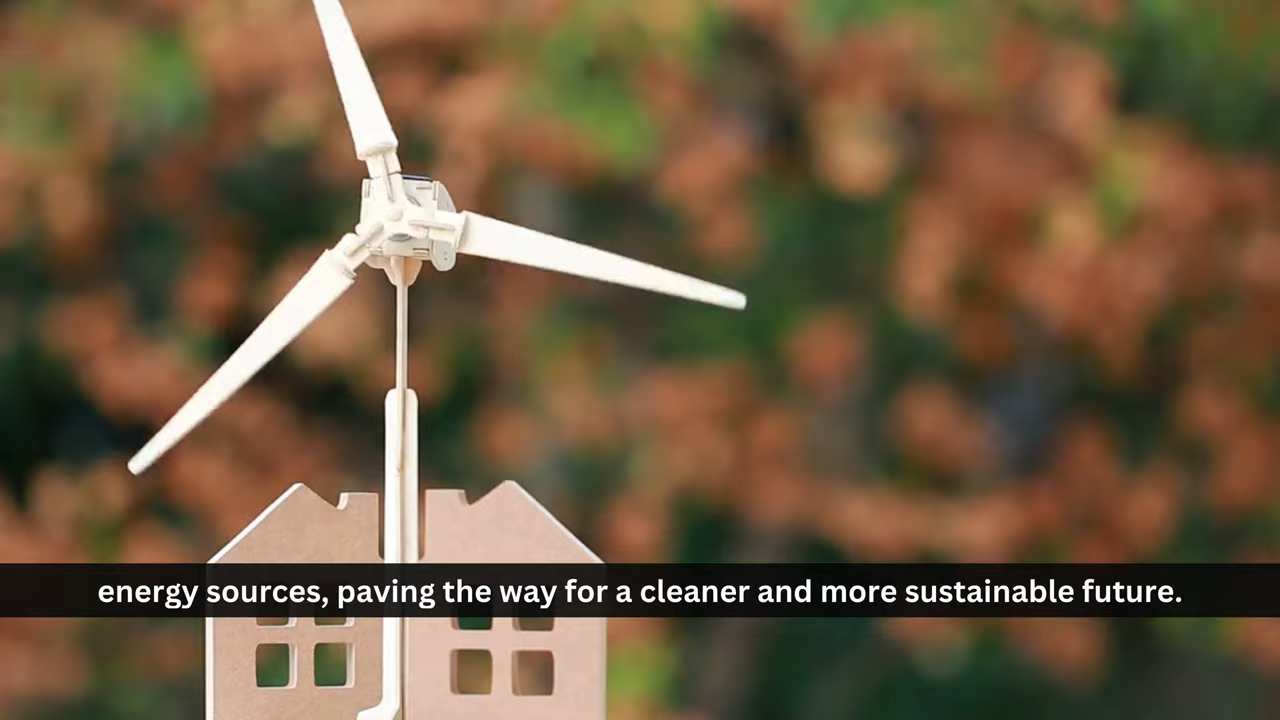 energy sources, paving the way for a cleaner and more sustainable future.